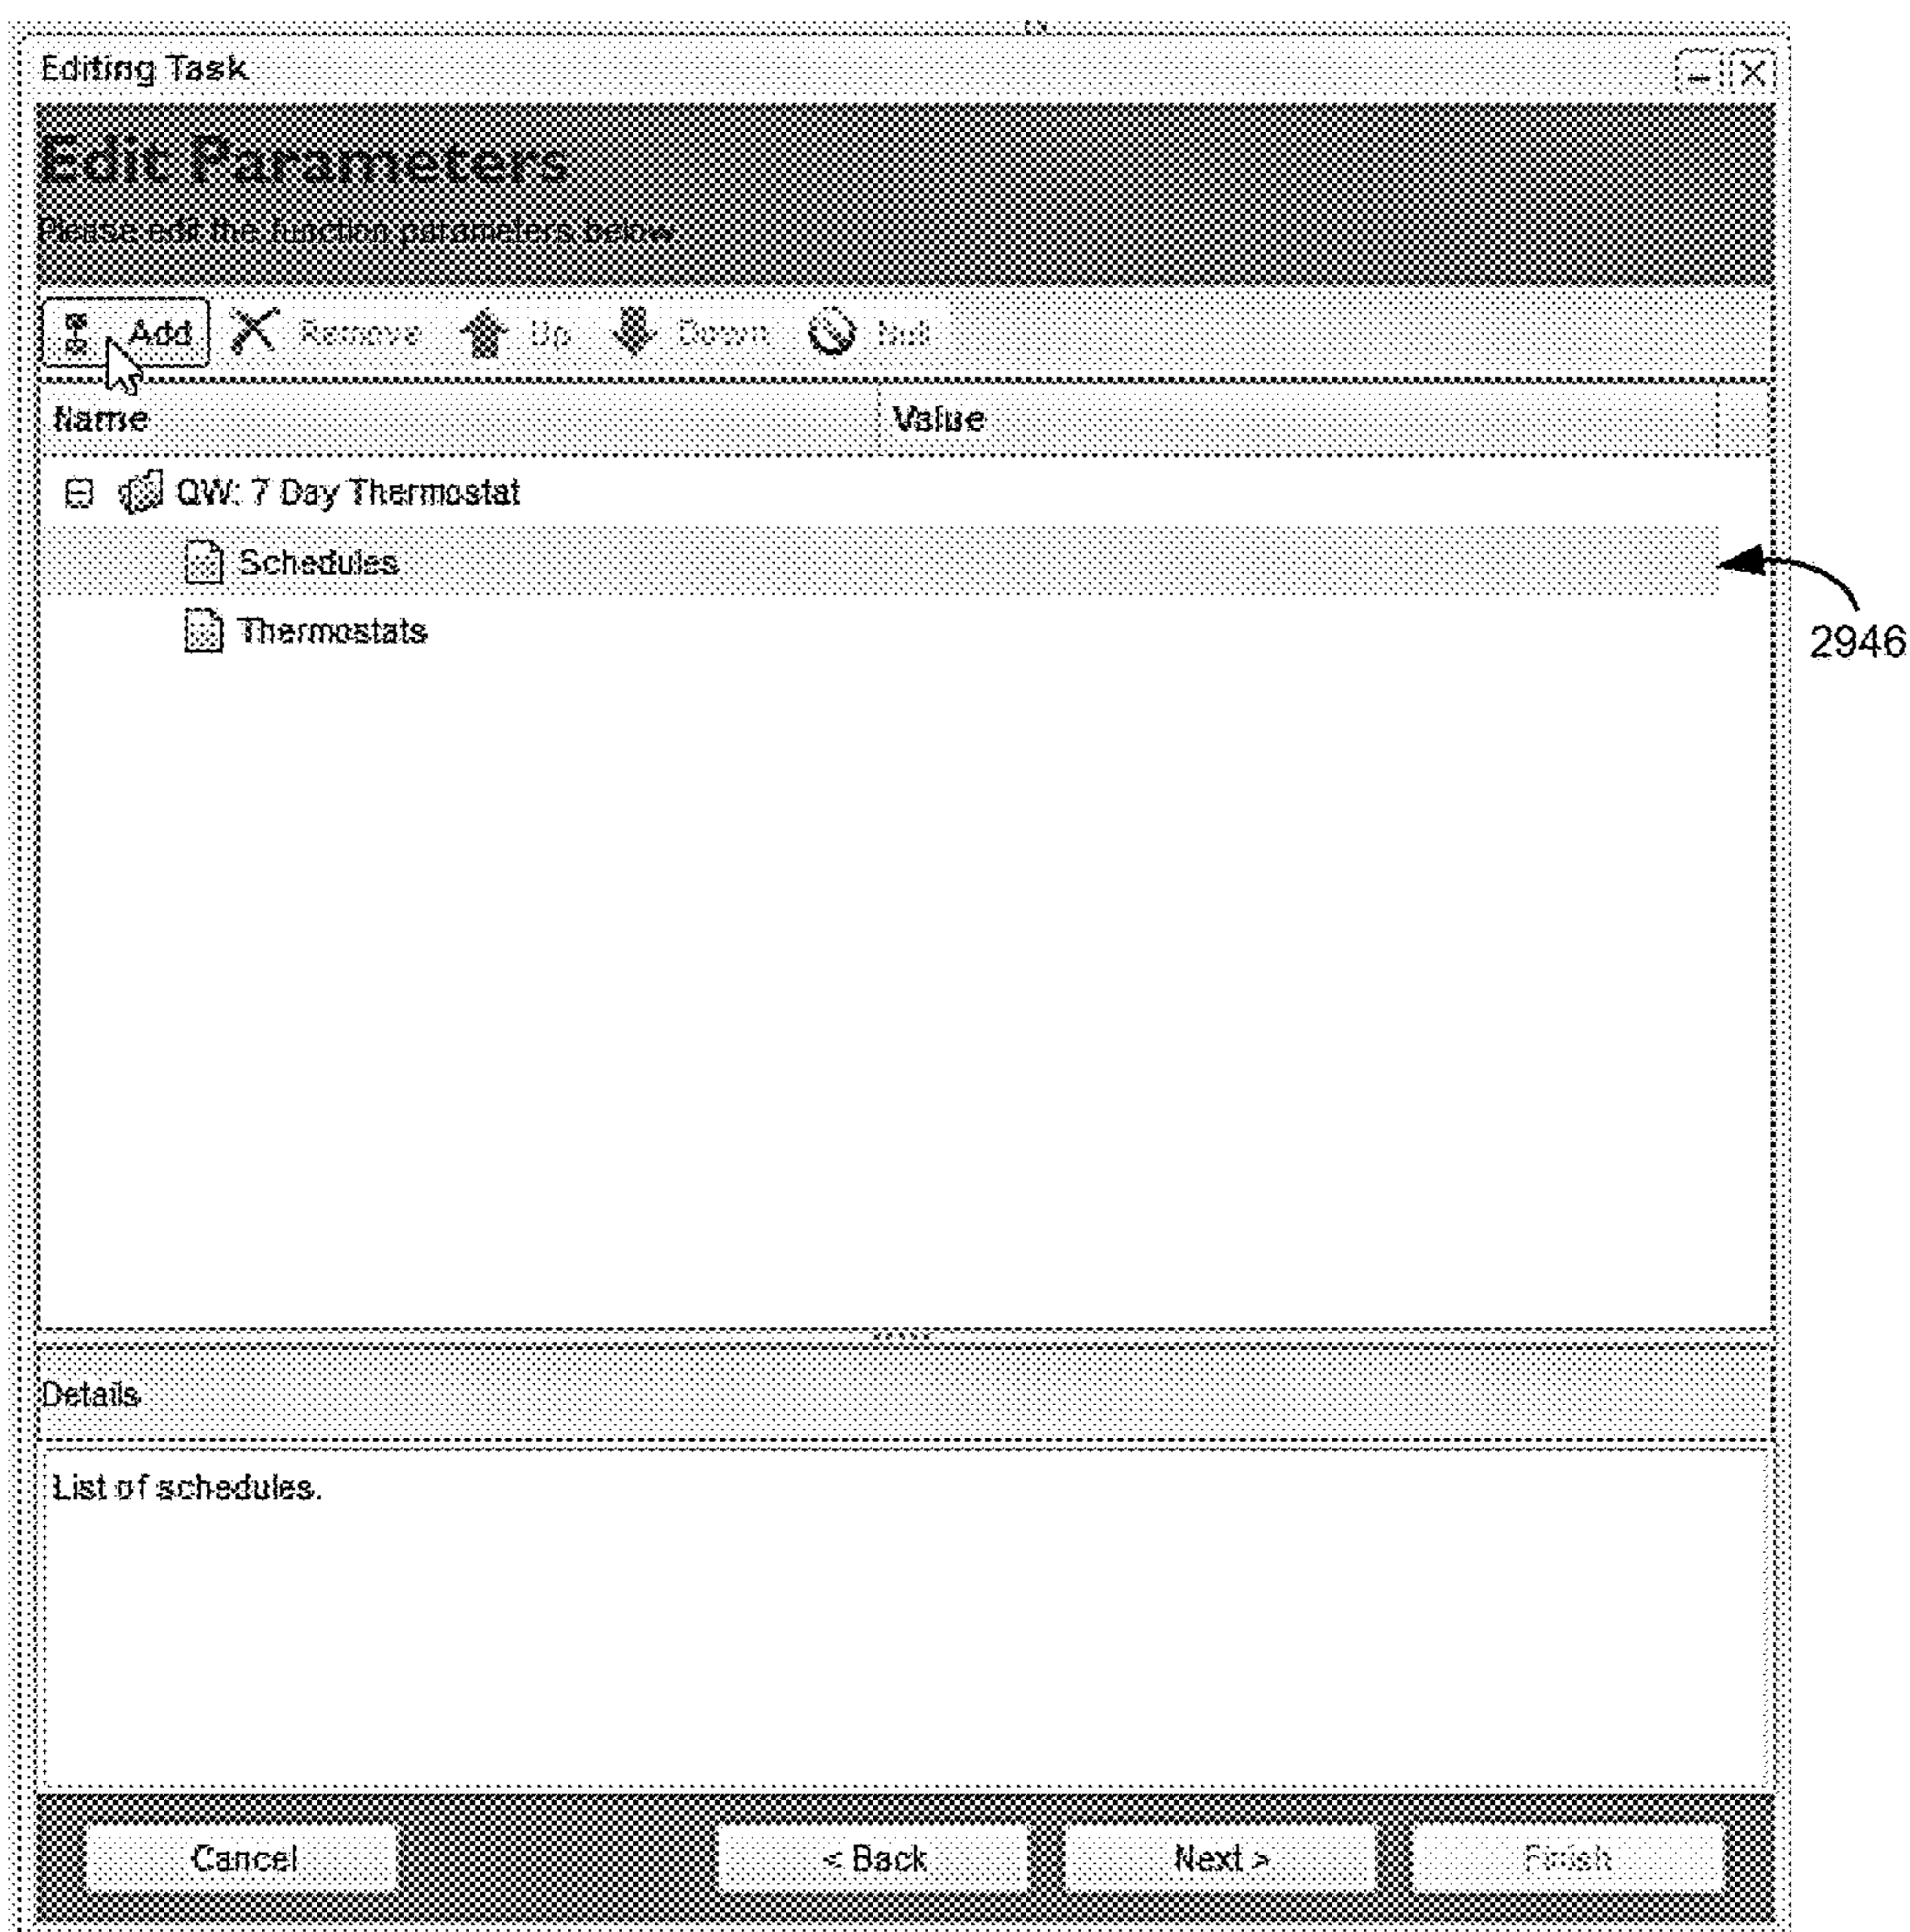 Editing Task
Edit Parameters
Please edit the function parameters below.
Add Remove Up Down Null
Name Value
QW: 7 Day Thermostat
Schedules
Thermostats
2946
Details
List of schedules.
Cancel < Back Next > Finish